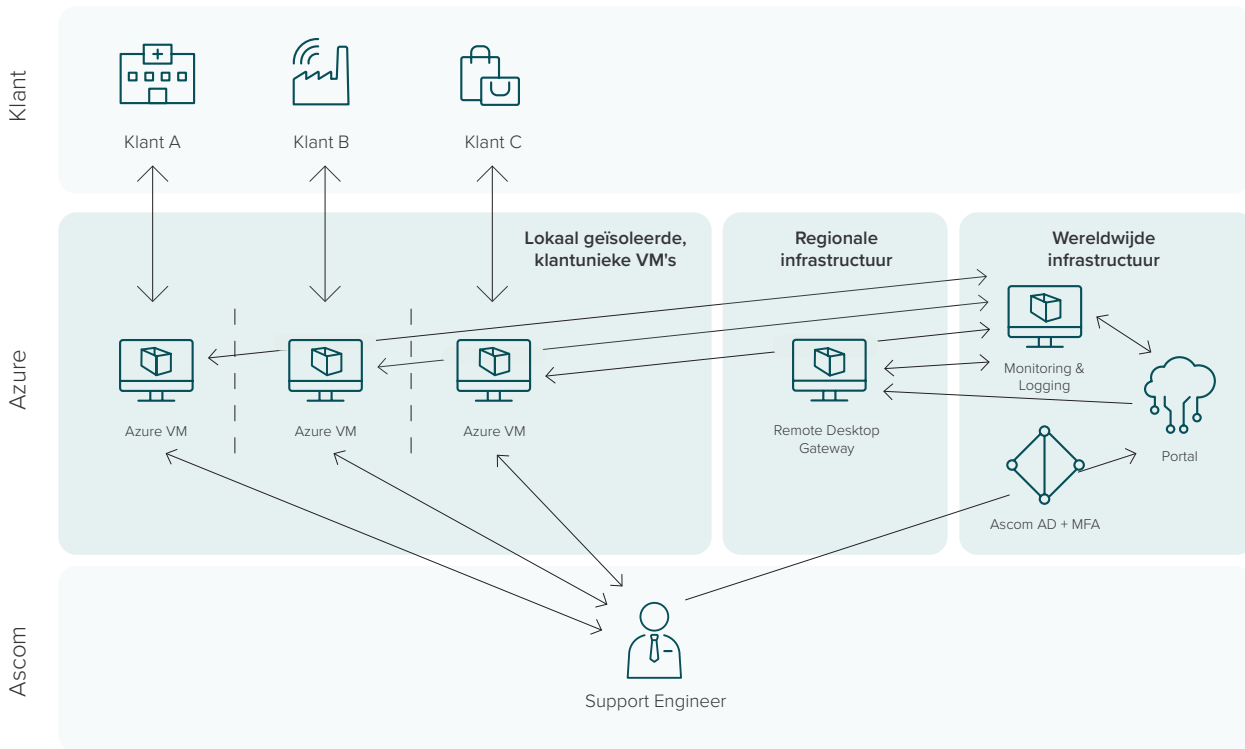 Klant
Klant A
Klant B
Klant C
Azure
Lokaal geïsoleerde,
klantunieke VM's
Regionale
infrastructuur
Wereldwijde
infrastructuur
Azure VM
Azure VM
Azure VM
Remote Desktop
Gateway
Monitoring &
Logging
Portal
Ascom AD + MFA
Ascom
Support Engineer